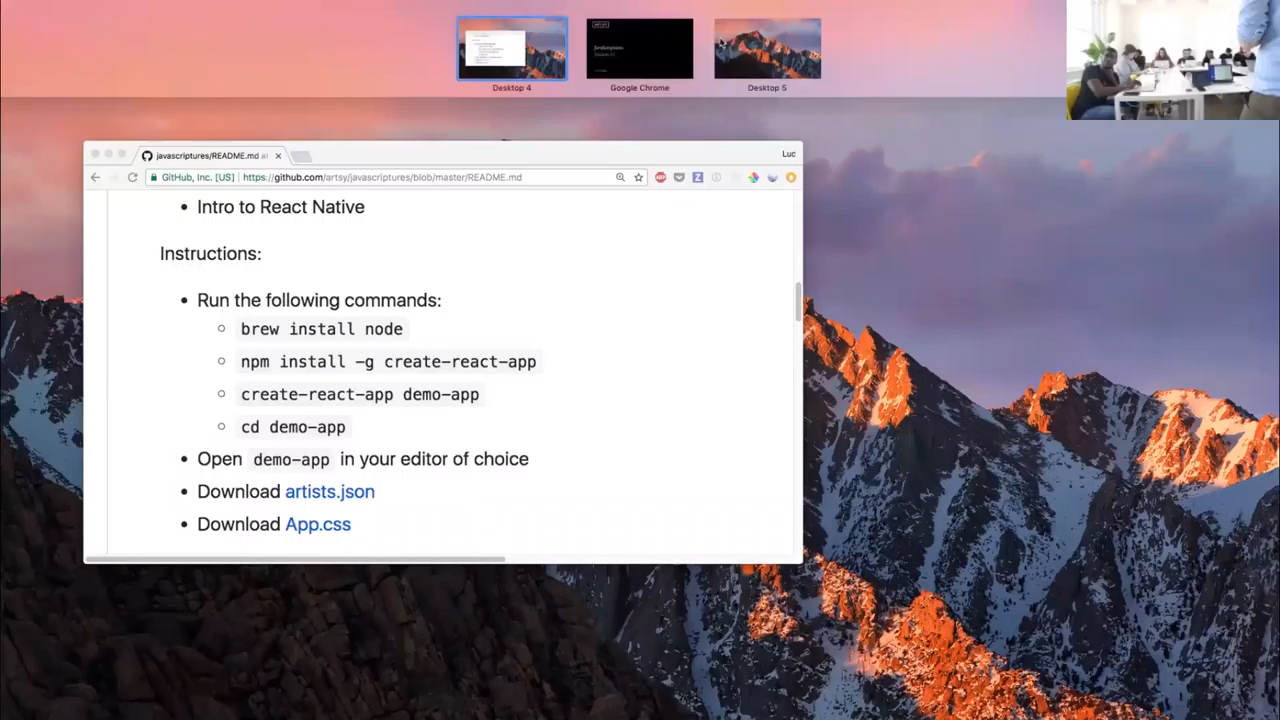 Desktop 4
Google Chrome
Desktop 5
javascriptures/README.md at
Luc
GitHub, Inc. [US]
https://github.com/artsy/javascriptures/blob/master/README.md
• Intro to React Native
Instructions:
• Run the following commands:
brew install node
npm install -g create-react-app
create-react-app demo-app
cd demo-app
• Open demo-app in your editor of choice
• Download artists.json
• Download App.css